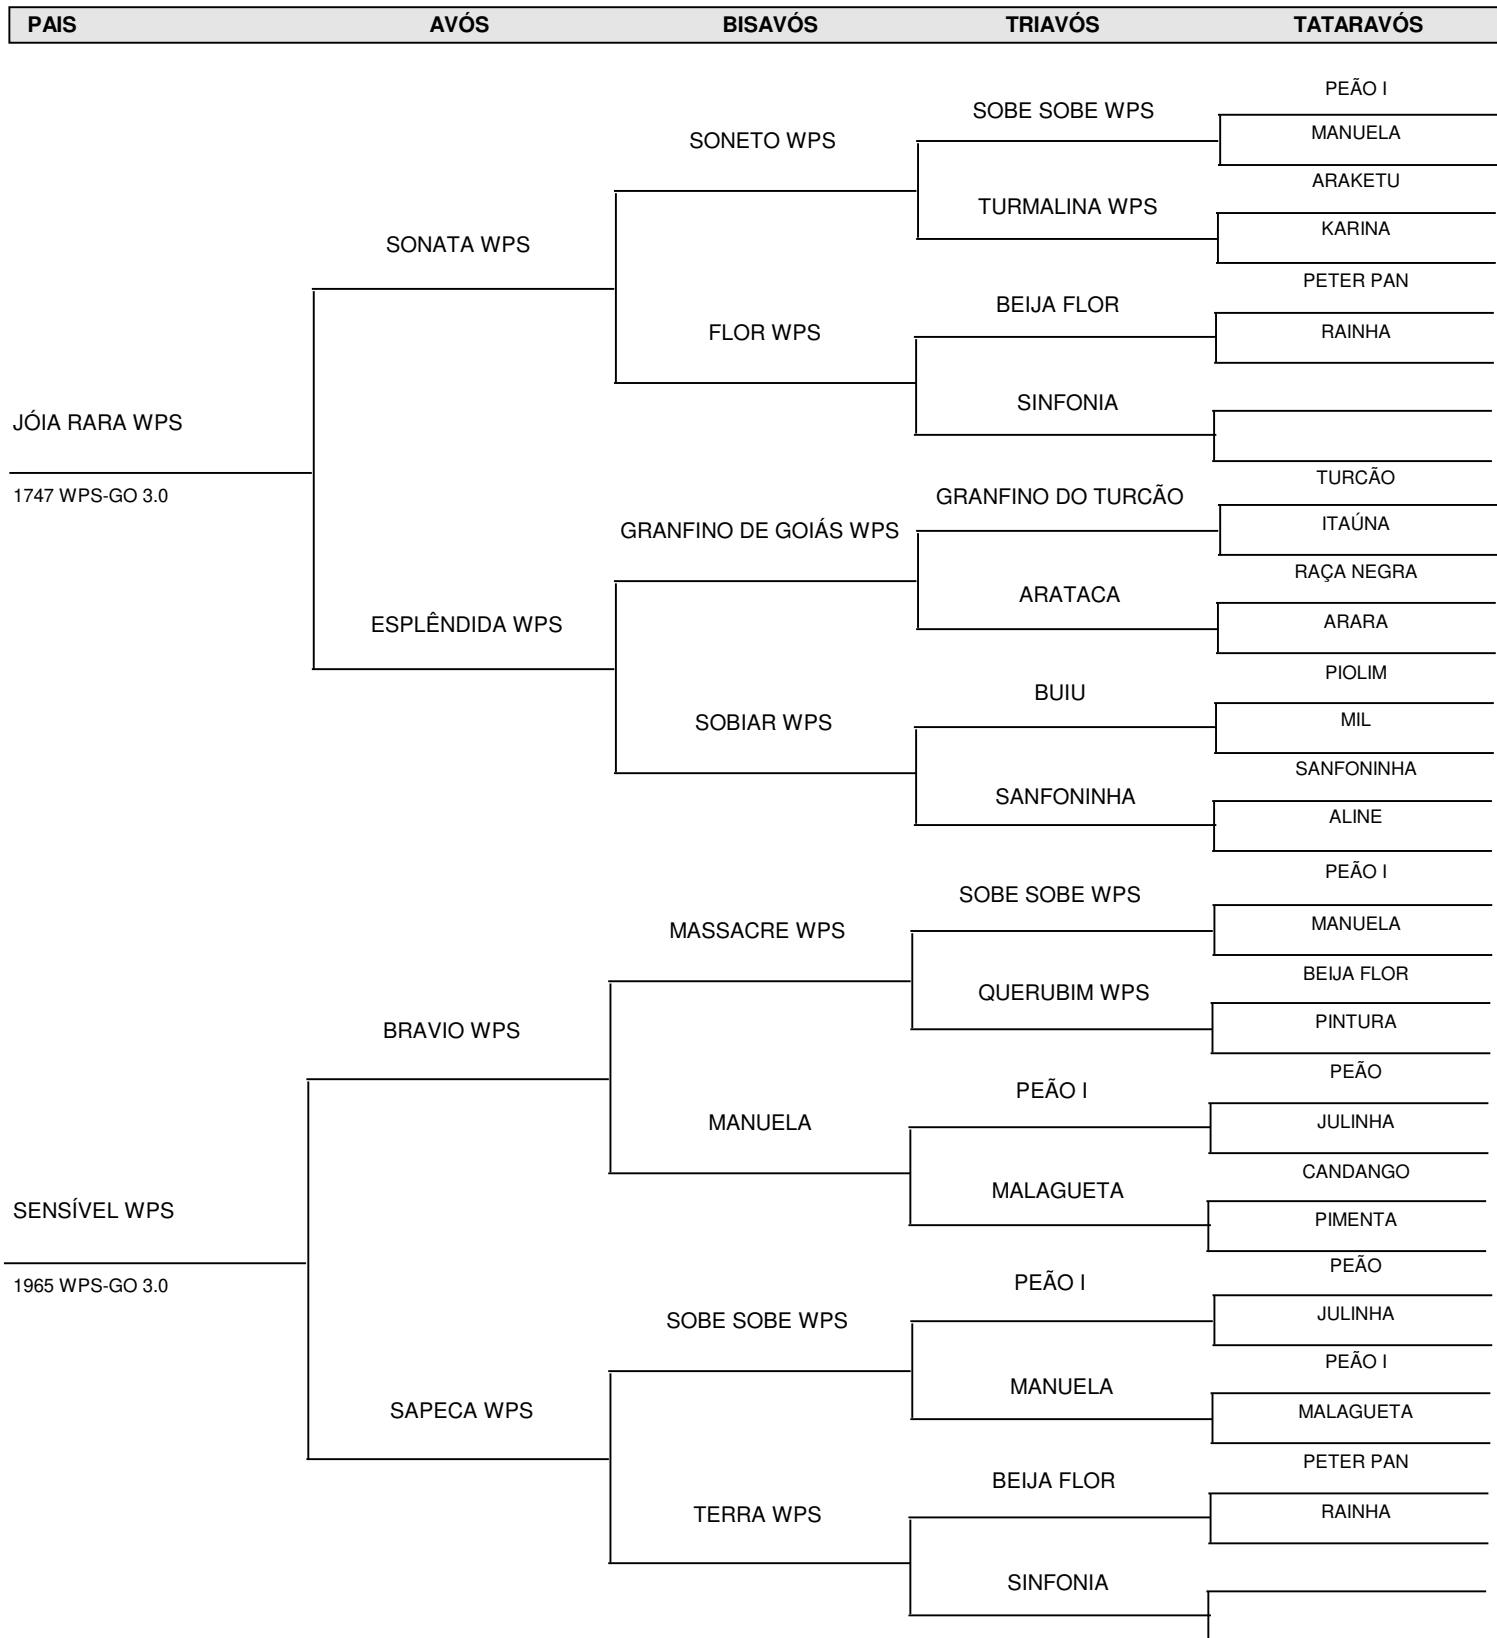 PAIS AVÓS BISAVÓS TRIAVÓS TATARAVÓS
PEÃO I
SOBE SOBE WPS
MANUELA
SONETO WPS
ARAKETU
TURMALINA WPS
KARINA
SONATA WPS
PETER PAN
BEIJA FLOR
RAINHA
FLOR WPS
SINFONIA
JÓIA RARA WPS
1747 WPS-GO 3.0
TURCÃO
GRANFINO DO TURCÃO
ITAÚNA
GRANFINO DE GOIÁS WPS
RAÇA NEGRA
ARATACA
ARARA
ESPLÊNDIDA WPS
PIOLIM
BUIU
MIL
SOBIAR WPS
SANFONINHA
SANFONINHA
ALINE
PEÃO I
SOBE SOBE WPS
MANUELA
MASSACRE WPS
BEIJA FLOR
QUERUBIM WPS
PINTURA
BRAVIO WPS
PEÃO
PEÃO I
JULINHA
MANUELA
CANDANGO
MALAGUETA
PIMENTA
SENSÍVEL WPS
1965 WPS-GO 3.0
PEÃO
PEÃO I
JULINHA
SOBE SOBE WPS
PEÃO I
MANUELA
MALAGUETA
SAPECA WPS
PETER PAN
BEIJA FLOR
RAINHA
TERRA WPS
SINFONIA